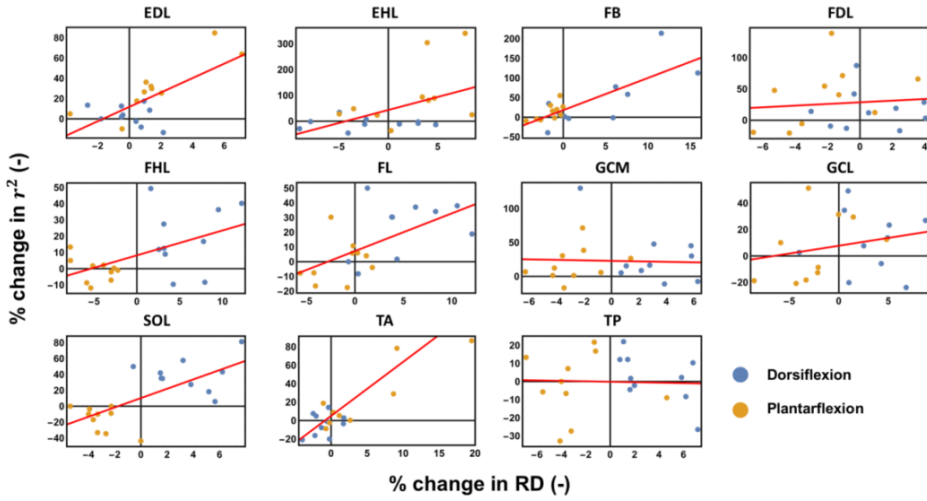 EDL EHL FB FDL
80 300 200 100
60 150
40 200 100
20 100 50 50
0 0 0 0
−20 −50
−4 −2 0 2 4 6 −5 0 5 0 5 10 15 −6 −4 −2 0 2 4
FHL FL GCM GCL
50 50
40 40 100 40
30 30
20 20 50 20
10 10
0 0 0 0
−10 −10 −20
−20
−5 0 5 10 −5 0 5 10 −6 −4 −2 0 2 4 6 −5 0 5
SOL TA TP
80 80 20
60 60 10
40 40 0
20 20 −10
0 0 −20
−20 −20 −30
−40
−4 −2 0 2 4 6 0 5 10 15 20 −6 −4 −2 0 2 4 6
% change in r² (-)
Dorsiflexion
Plantarflexion
% change in RD (-)